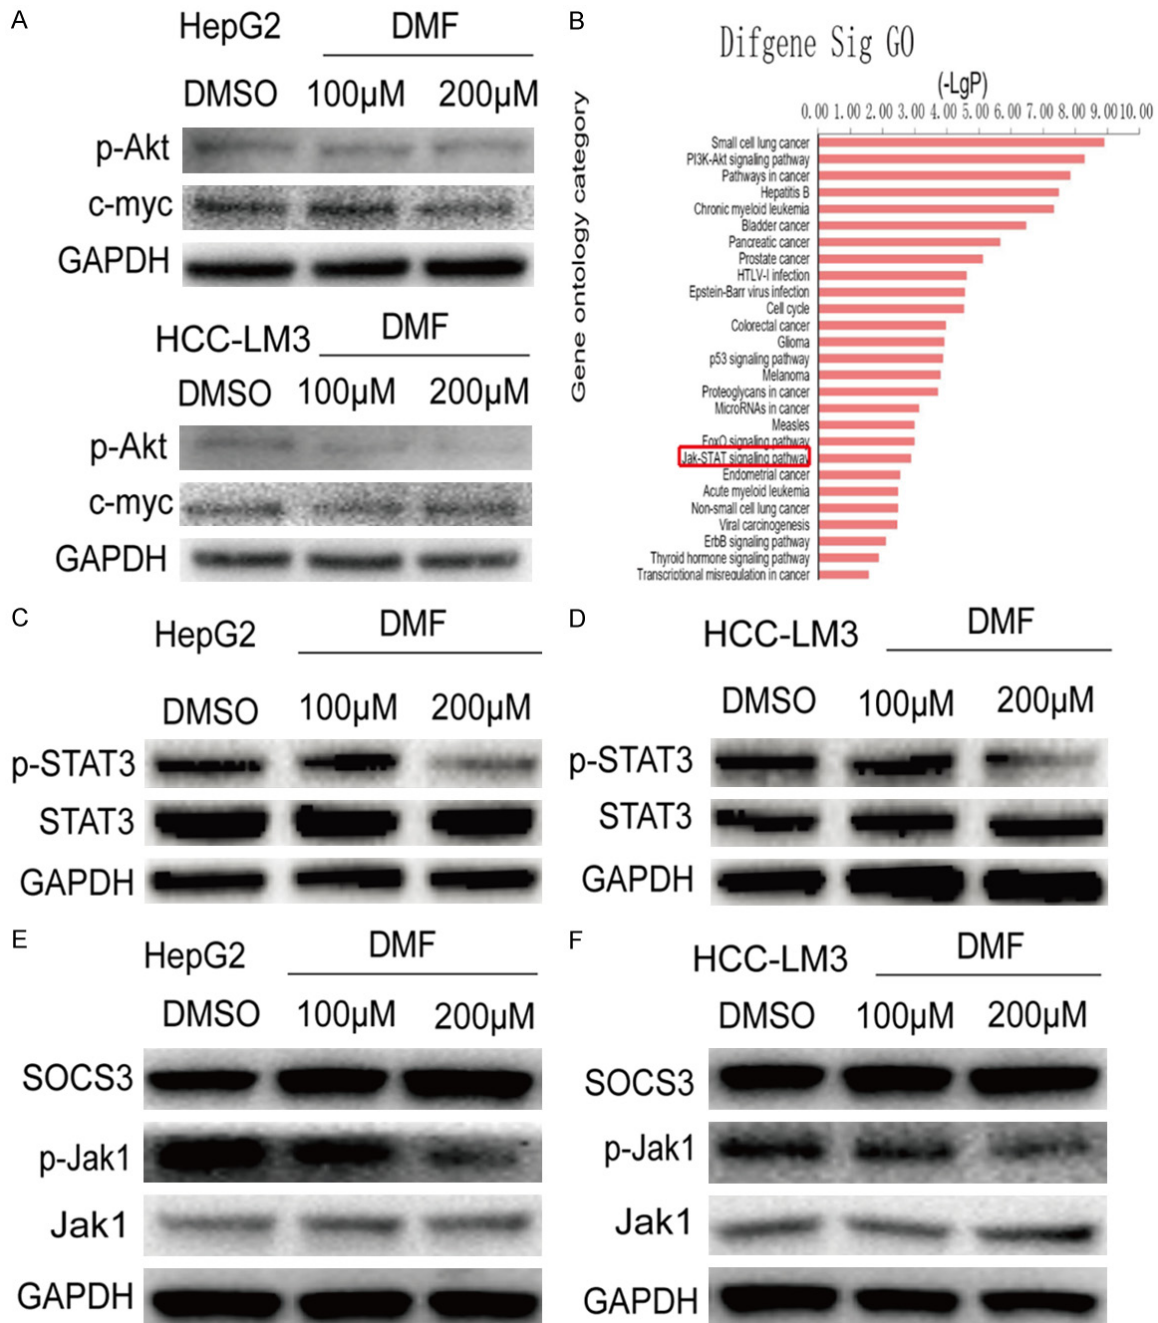 A
HepG2 DMF
DMSO 100µM 200µM
p-Akt
c-myc
GAPDH
HCC-LM3 DMF
DMSO 100µM 200µM
p-Akt
c-myc
GAPDH
B
Difgene Sig GO
(-LgP)
0.00 1.00 2.00 3.00 4.00 5.00 6.00 7.00 8.00 9.00 10.00
Gene ontology category
Small cell lung cancer
PI3K-Akt signaling pathway
Pathways in cancer
Hepatitis B
Chronic myeloid leukemia
Bladder cancer
Pancreatic cancer
Prostate cancer
HTLV-I infection
Epstein-Barr virus infection
Cell cycle
Colorectal cancer
Glioma
p53 signaling pathway
Melanoma
Proteoglycans in cancer
MicroRNAs in cancer
Measles
FoxO signaling pathway
Jak-STAT signaling pathway
Endometrial cancer
Acute myeloid leukemia
Non-small cell lung cancer
Viral carcinogenesis
ErbB signaling pathway
Thyroid hormone signaling pathway
Transcriptional misregulation in cancer
C
HepG2 DMF
DMSO 100µM 200µM
p-STAT3
STAT3
GAPDH
D
HCC-LM3 DMF
DMSO 100µM 200µM
p-STAT3
STAT3
GAPDH
E
HepG2 DMF
DMSO 100µM 200µM
SOCS3
p-Jak1
Jak1
GAPDH
F
HCC-LM3 DMF
DMSO 100µM 200µM
SOCS3
p-Jak1
Jak1
GAPDH